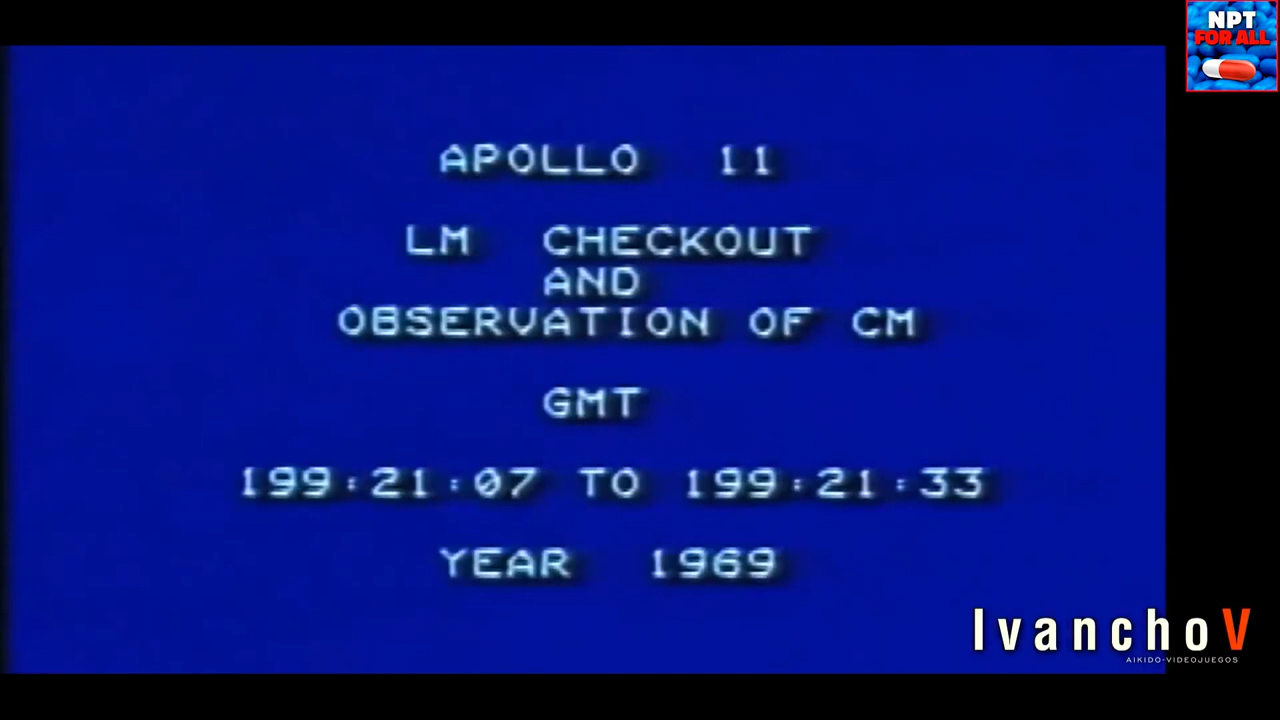 NPT
FOR ALL
APOLLO 11
LM CHECKOUT
AND
OBSERVATION OF CM
GMT
199:21:07 TO 199:21:33
YEAR 1969
IvanchoV
AIKIDO-VIDEOJUEGOS